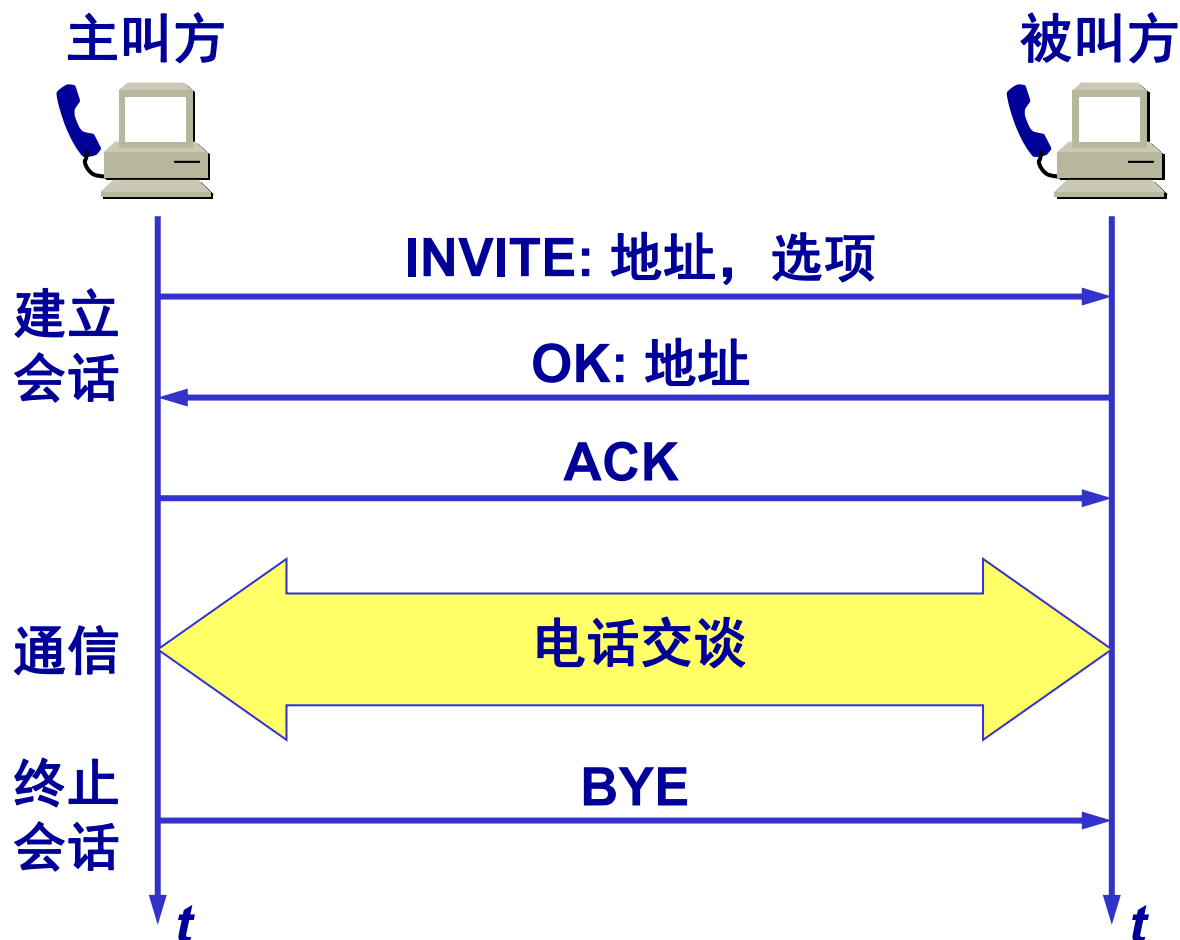 主叫方
被叫方
INVITE: 地址，选项
建立
会话
OK: 地址
ACK
电话交谈
通信
BYE
终止
会话
t
t